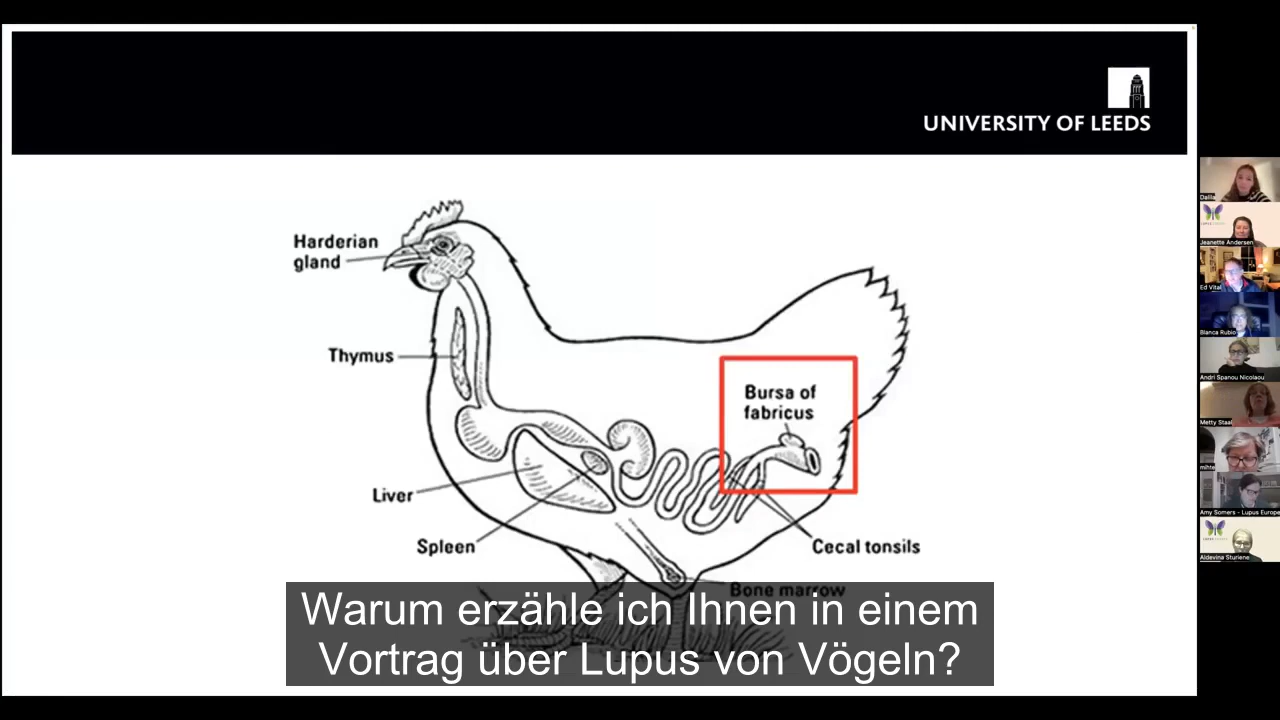 UNIVERSITY OF LEEDS
Harderian
gland
Thymus
Bursa of
fabricus
Liver
Spleen
Cecal tonsils
Bone marrow
Warum erzähle ich Ihnen in einem
Vortrag über Lupus von Vögeln?
Dalila
Jeanette Andersen
Ed Vital
Blanca Rubio
Andri Spanou Nicolaou
Metty Staal
mihte
Amy Somers - Lupus Europe
Aldevina Sturiene